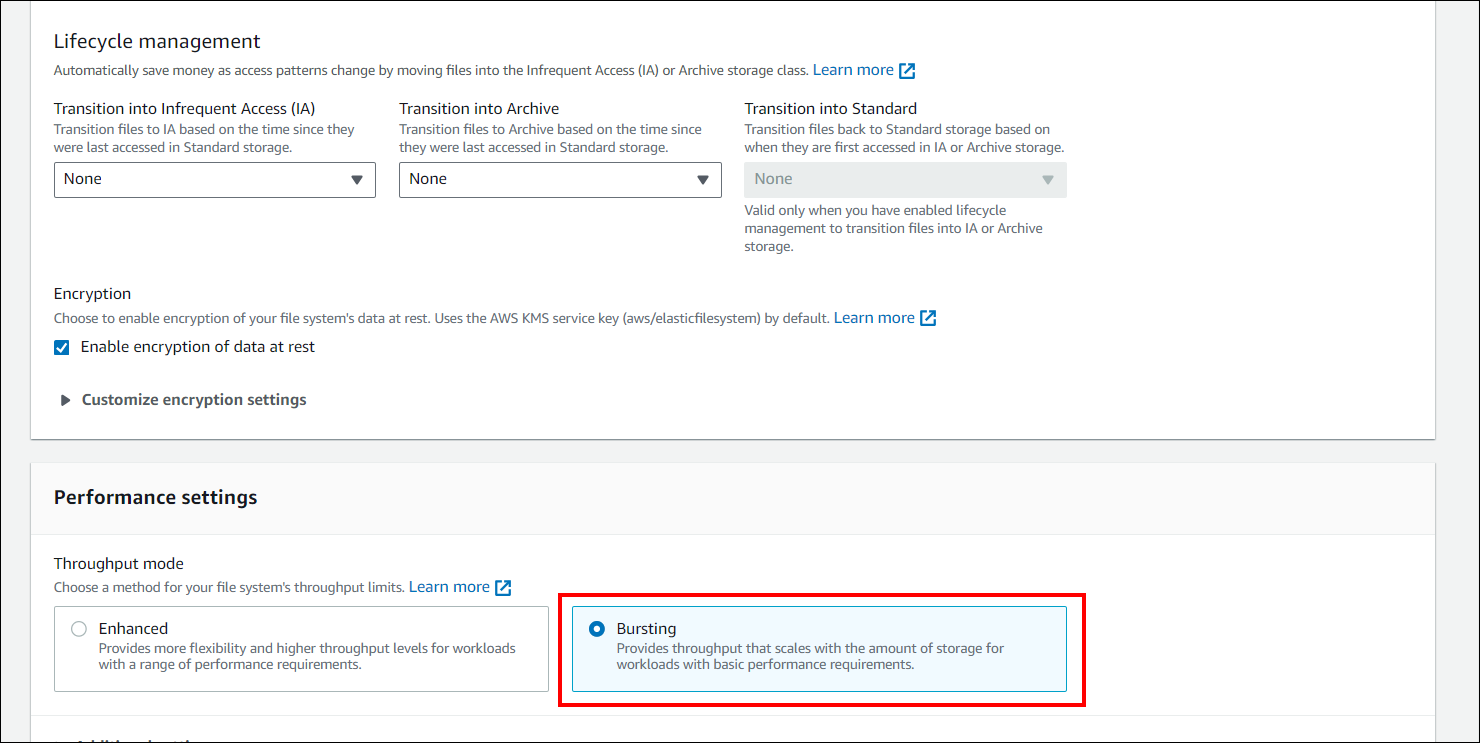 Lifecycle management
Automatically save money as access patterns change by moving files into the Infrequent Access (IA) or Archive storage class. Learn more
Transition into Infrequent Access (IA)
Transition files to IA based on the time since they
were last accessed in Standard storage.
None
Transition into Archive
Transition files to Archive based on the time since
they were last accessed in Standard storage.
None
Transition into Standard
Transition files back to Standard storage based on
when they are first accessed in IA or Archive storage.
None
Valid only when you have enabled lifecycle
management to transition files into IA or Archive
storage.
Encryption
Choose to enable encryption of your file system's data at rest. Uses the AWS KMS service key (aws/elasticfilesystem) by default. Learn more
Enable encryption of data at rest
Customize encryption settings
Performance settings
Throughput mode
Choose a method for your file system's throughput limits. Learn more
Enhanced
Provides more flexibility and higher throughput levels for workloads
with a range of performance requirements.
Bursting
Provides throughput that scales with the amount of storage for
workloads with basic performance requirements.